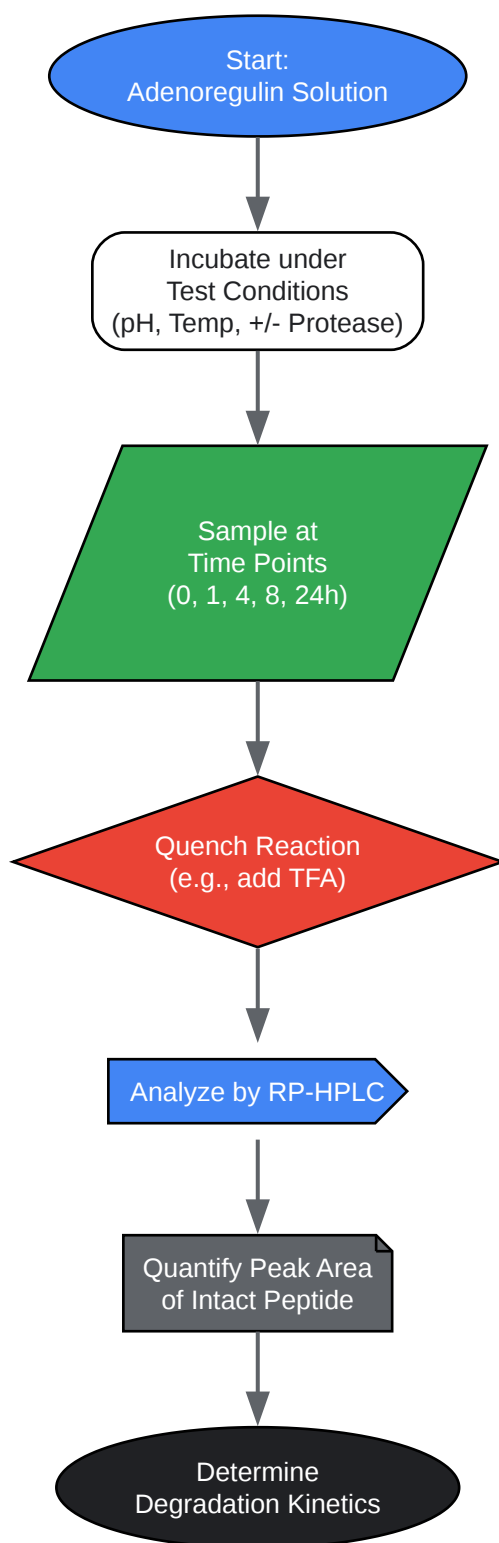 Start:
Adenoregulin Solution
Incubate under
Test Conditions
(pH, Temp, +/- Protease)
Sample at
Time Points
(0, 1, 4, 8, 24h)
Quench Reaction
(e.g., add TFA)
Analyze by RP-HPLC
Quantify Peak Area
of Intact Peptide
Determine
Degradation Kinetics